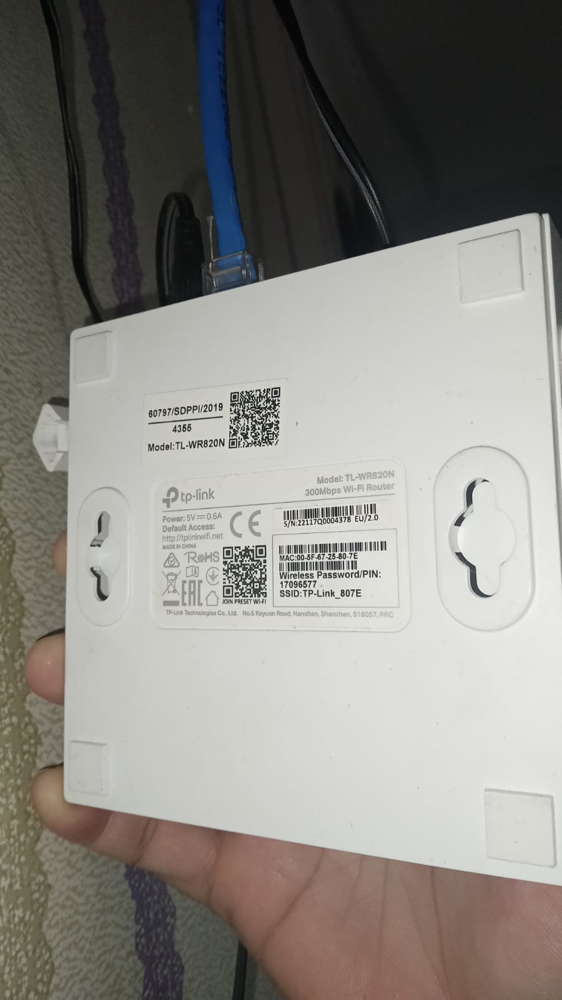 60797/SDPPI/2019
4355
Model:TL-WR820N
tp-link
Model: TL-WR820N
300Mbps Wi-Fi Router
Power: 5V⎓0.6A
Default Access:
http://tplinkwifi.net
MADE IN CHINA
S/N:22117Q0004378 EU/2.0
MAC:00-5F-67-25-80-7E
Wireless Password/PIN:
17096577
SSID:TP-Link_807E
CE
RoHS
EAC
JOIN PRESET WI-FI
TP-Link Technologies Co., Ltd. No.5 Keyuan Road, Nanshan, Shenzhen, 518057, PRC